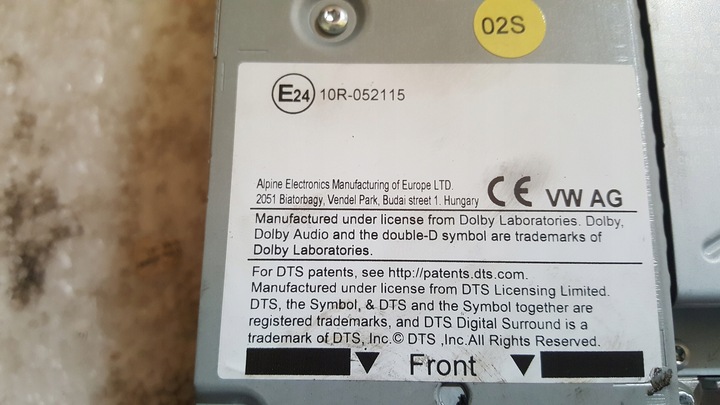 02S
E24 10R-052115
Alpine Electronics Manufacturing of Europe LTD.
2051 Biatorbagy, Vendel Park, Budai street 1. Hungary CE VW AG
Manufactured under license from Dolby Laboratories. Dolby,
Dolby Audio and the double-D symbol are trademarks of
Dolby Laboratories.
For DTS patents, see http://patents.dts.com.
Manufactured under license from DTS Licensing Limited.
DTS, the Symbol, & DTS and the Symbol together are
registered trademarks, and DTS Digital Surround is a
trademark of DTS, Inc.© DTS ,Inc.All Rights Reserved.
Front